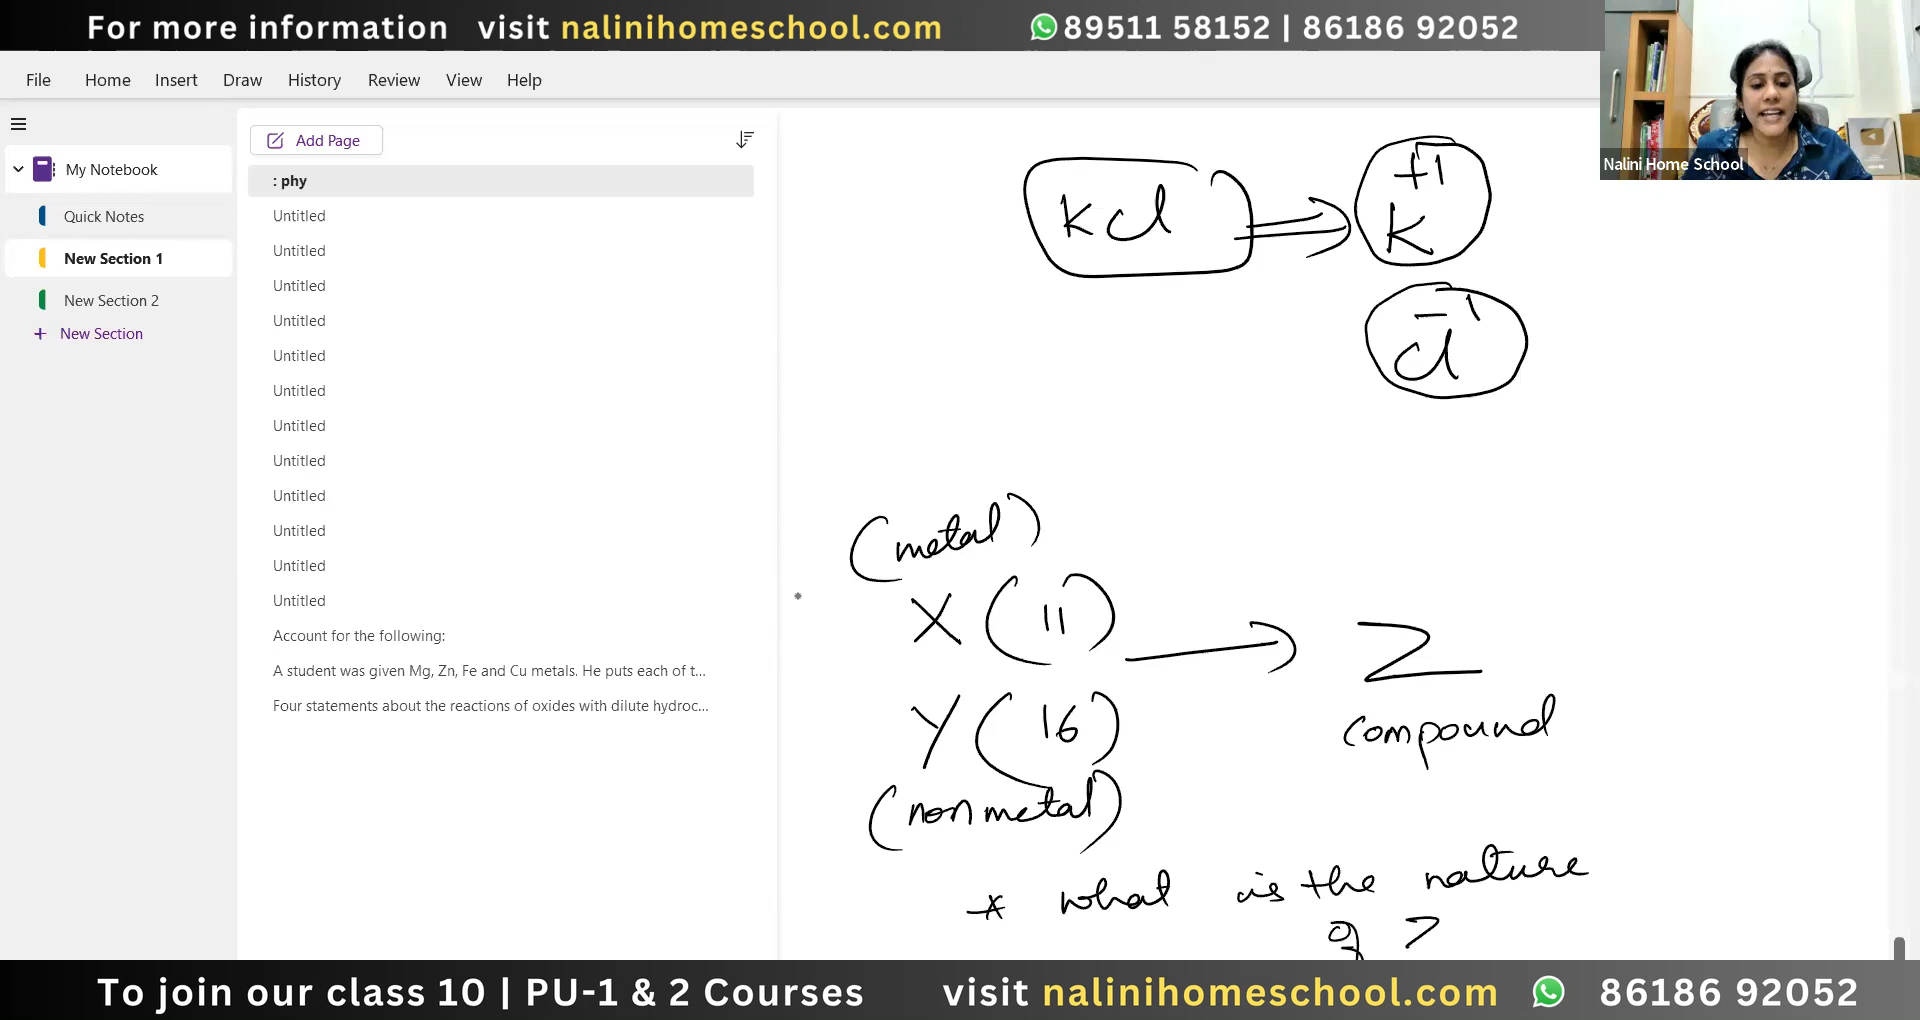 For more information visit nalinihomeschool.com 89511 58152 | 86186 92052
File Home Insert Draw History Review View Help
Nalini Home School
Add Page
My Notebook
Quick Notes
New Section 1
New Section 2
+ New Section
: phy
Untitled
Untitled
Untitled
Untitled
Untitled
Untitled
Untitled
Untitled
Untitled
Untitled
Untitled
Untitled
Account for the following:
A student was given Mg, Zn, Fe and Cu metals. He puts each of t...
Four statements about the reactions of oxides with dilute hydroc...
kcl ⇒ k+1
cl-1
(metal)
X (11) → Z
Y (16) compound
(nonmetal)
* what is the nature
of Z
To join our class 10 | PU-1 & 2 Courses visit nalinihomeschool.com 86186 92052